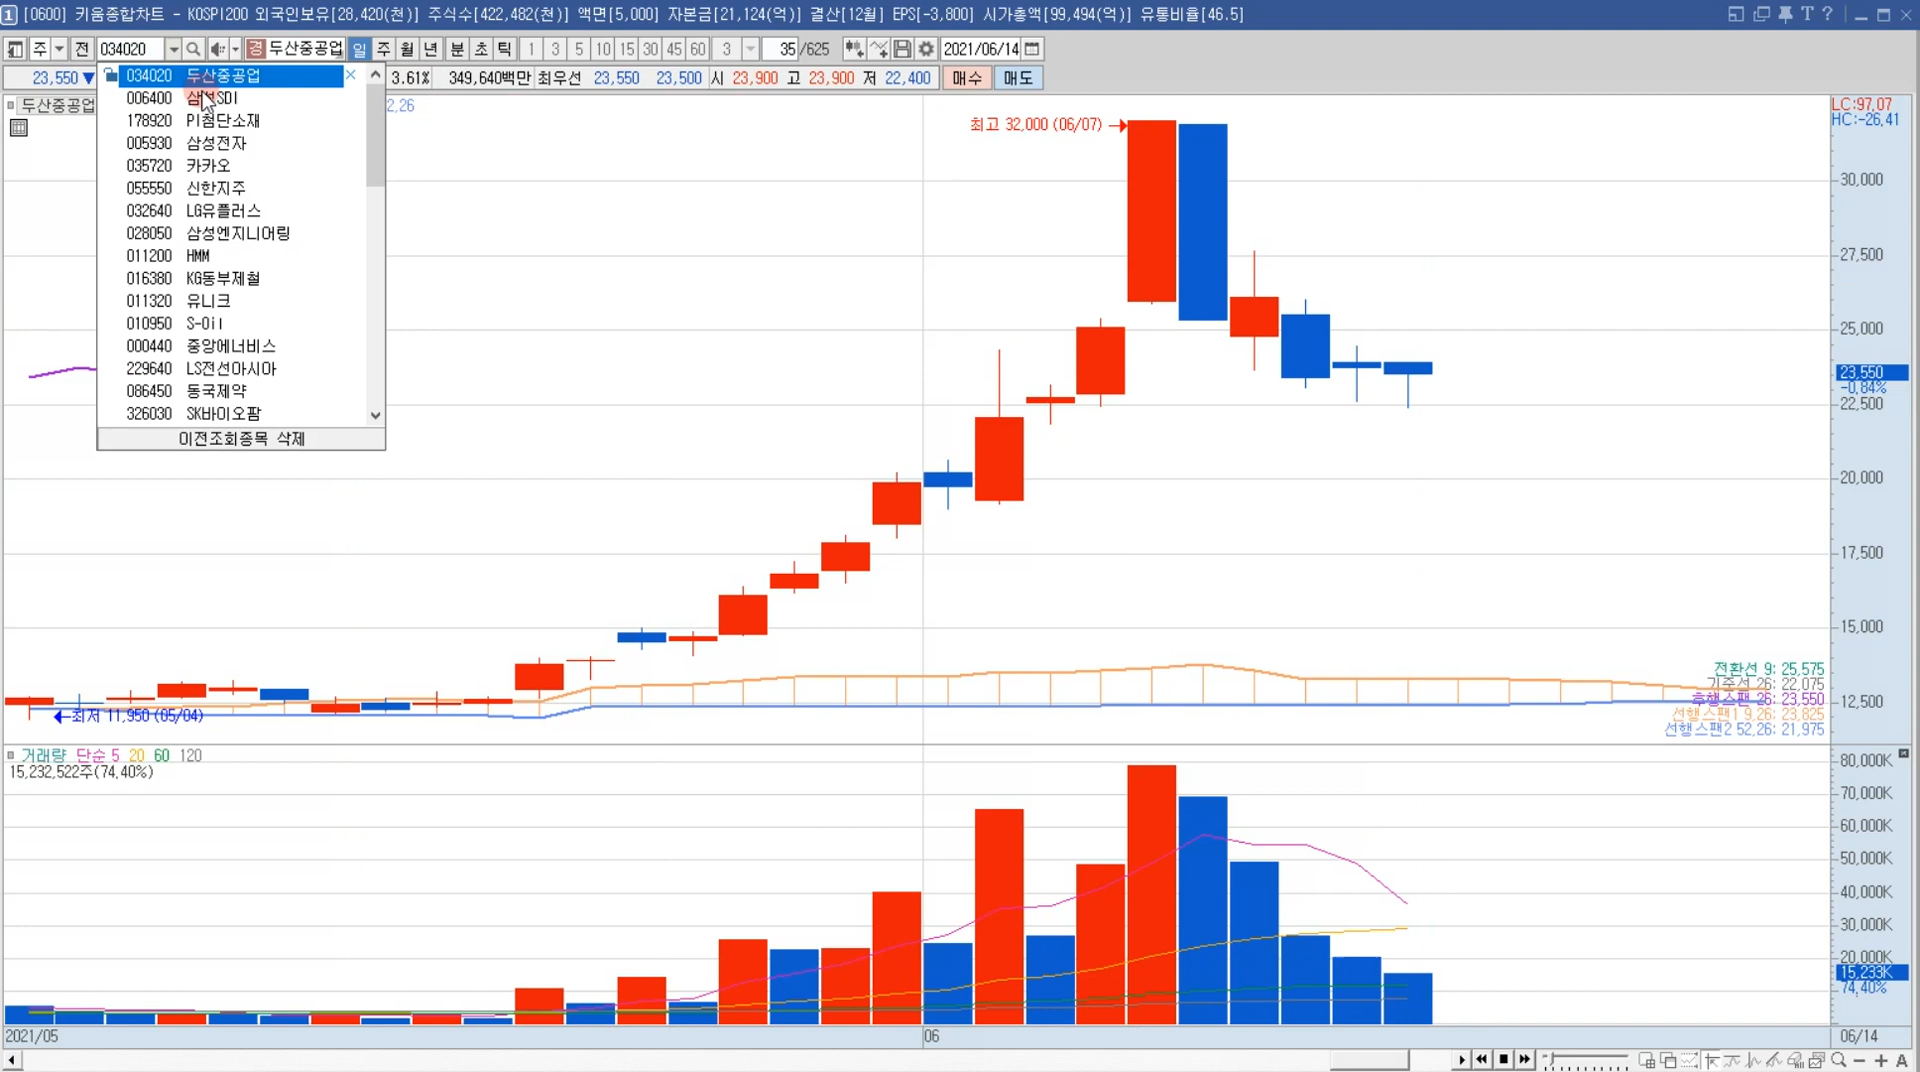 1 [0600] 키움종합차트 - KOSPI200 외국인보유[28,420(천)] 주식수[422,482(천)] 액면[5,000] 자본금[21,124(억)] 결산[12월] EPS[-3,800] 시가총액[99,494(억)] 유통비율[46.5]
주 전 034020 경 두산중공업 일 주 월 년 분 초 틱 1 3 5 10 15 30 45 60 3 35 /625 2021/06/14
23,550 ▼ 3.61% 349,640백만 최우선 23,550 23,500 시 23,900 고 23,900 저 22,400 매수 매도
034020 두산중공업
006400 삼성SDI
178920 PI첨단소재
005930 삼성전자
035720 카카오
055550 신한지주
032640 LG유플러스
028050 삼성엔지니어링
011200 HMM
016380 KG동부제철
011320 유니크
010950 S-Oil
000440 중앙에너비스
229640 LS전선아시아
086450 동국제약
326030 SK바이오팜
이전조회종목 삭제
두산중공업 2,26
최고 32,000 (06/07)
LC:97,07
HC:-26,41
30,000
27,500
25,000
23,550
-0,84%
22,500
20,000
17,500
15,000
12,500
최저 11,950 (05/04)
전환선 9: 25,575
기준선 26: 22,075
후행스팬 26: 23,550
선행스팬1 9,26: 23,825
선행스팬2 52,26: 21,975
거래량 단순 5 20 60 120
15,232,522주(74,40%)
80,000K
70,000K
60,000K
50,000K
40,000K
30,000K
20,000K
15,233K
74,40%
2021/05 06 06/14